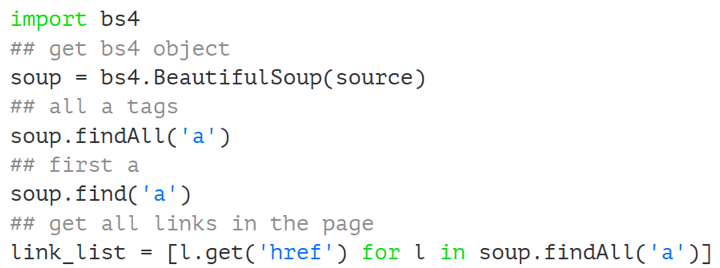 import bs4
## get bs4 object
soup = bs4.BeautifulSoup(source)
## all a tags
soup.findAll('a')
## first a
soup.find('a')
## get all links in the page
link_list = [l.get('href') for l in soup.findAll('a')]